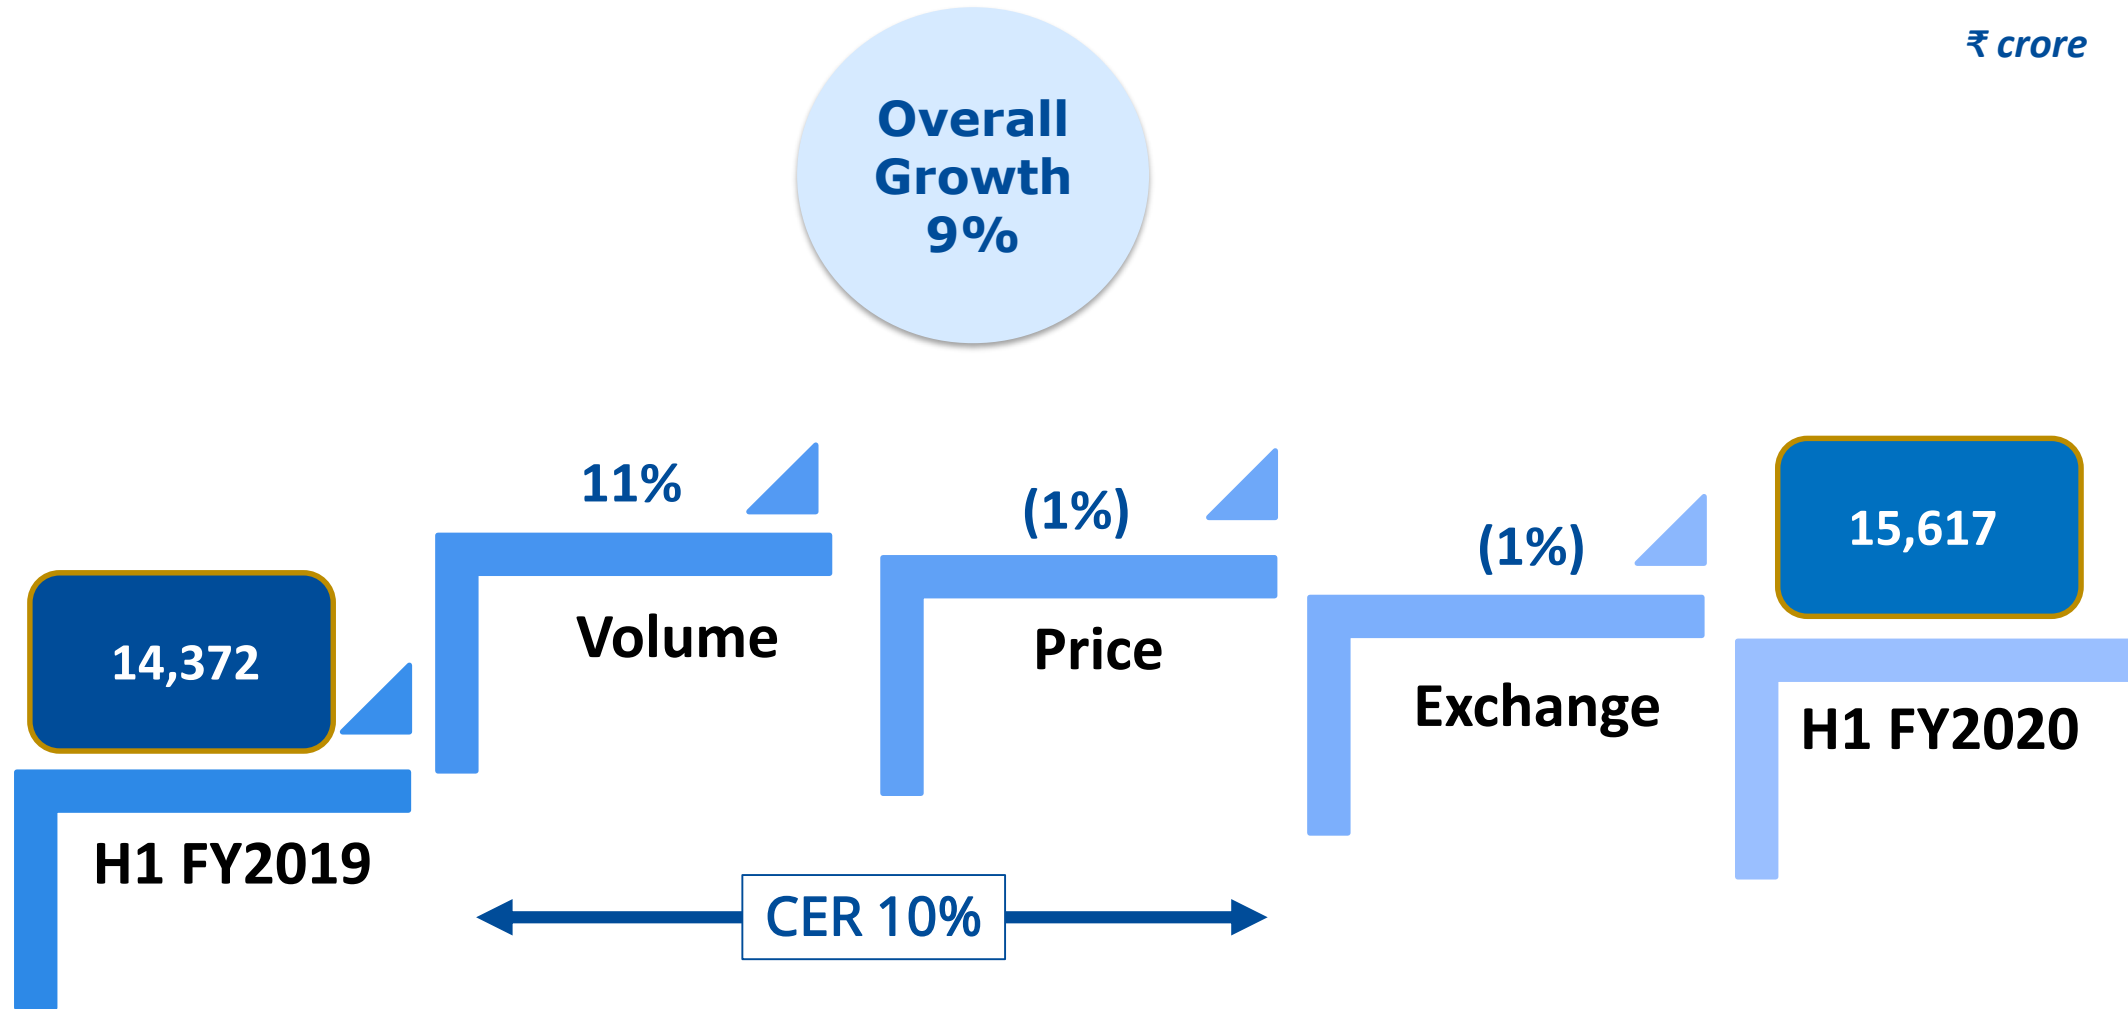 ₹ crore
Overall
Growth
9%
14,372
H1 FY2019
11%
Volume
(1%)
Price
(1%)
Exchange
15,617
H1 FY2020
CER 10%